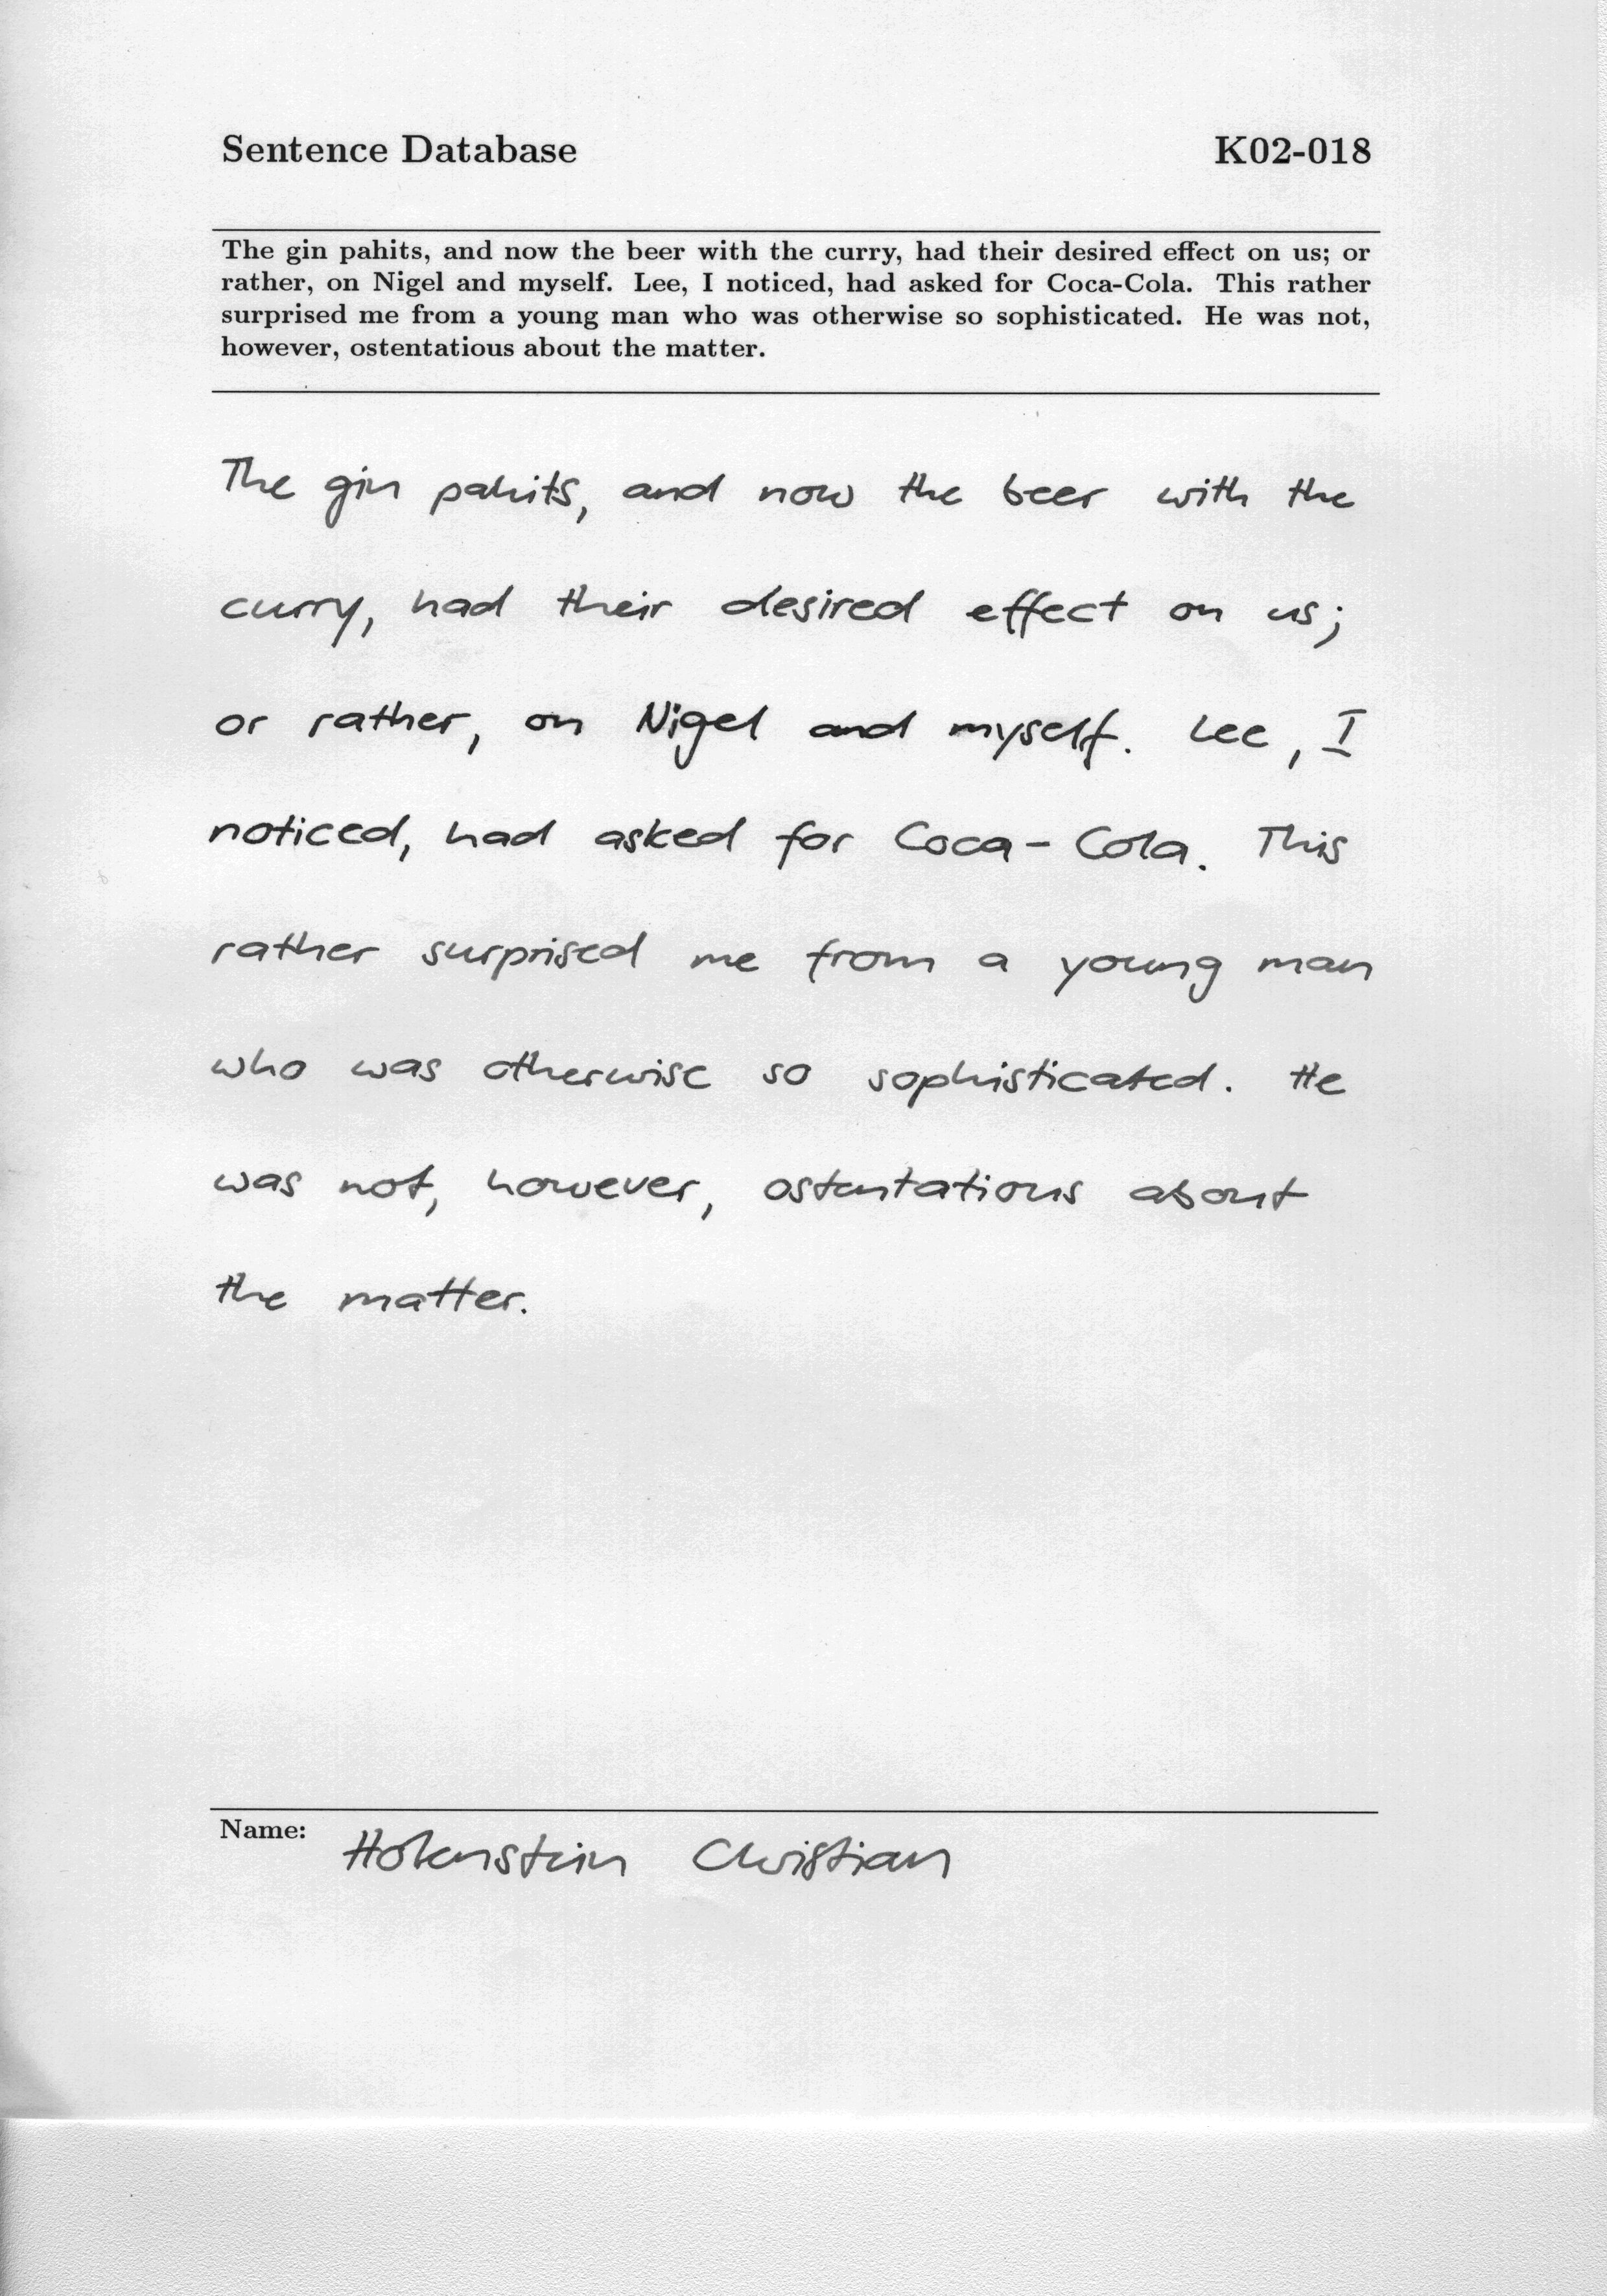 Sentence Database K02-018
The gin pahits, and now the beer with the curry, had their desired effect on us; or
rather, on Nigel and myself. Lee, I noticed, had asked for Coca-Cola. This rather
surprised me from a young man who was otherwise so sophisticated. He was not,
however, ostentatious about the matter.
The gin pahits, and now the beer with the
curry, had their desired effect on us;
or rather, on Nigel and myself. Lee, I
noticed, had asked for Coca-Cola. This
rather surprised me from a young man
who was otherwise so sophisticated. He
was not, however, ostentatious about
the matter.
Name: Holenstein Christian